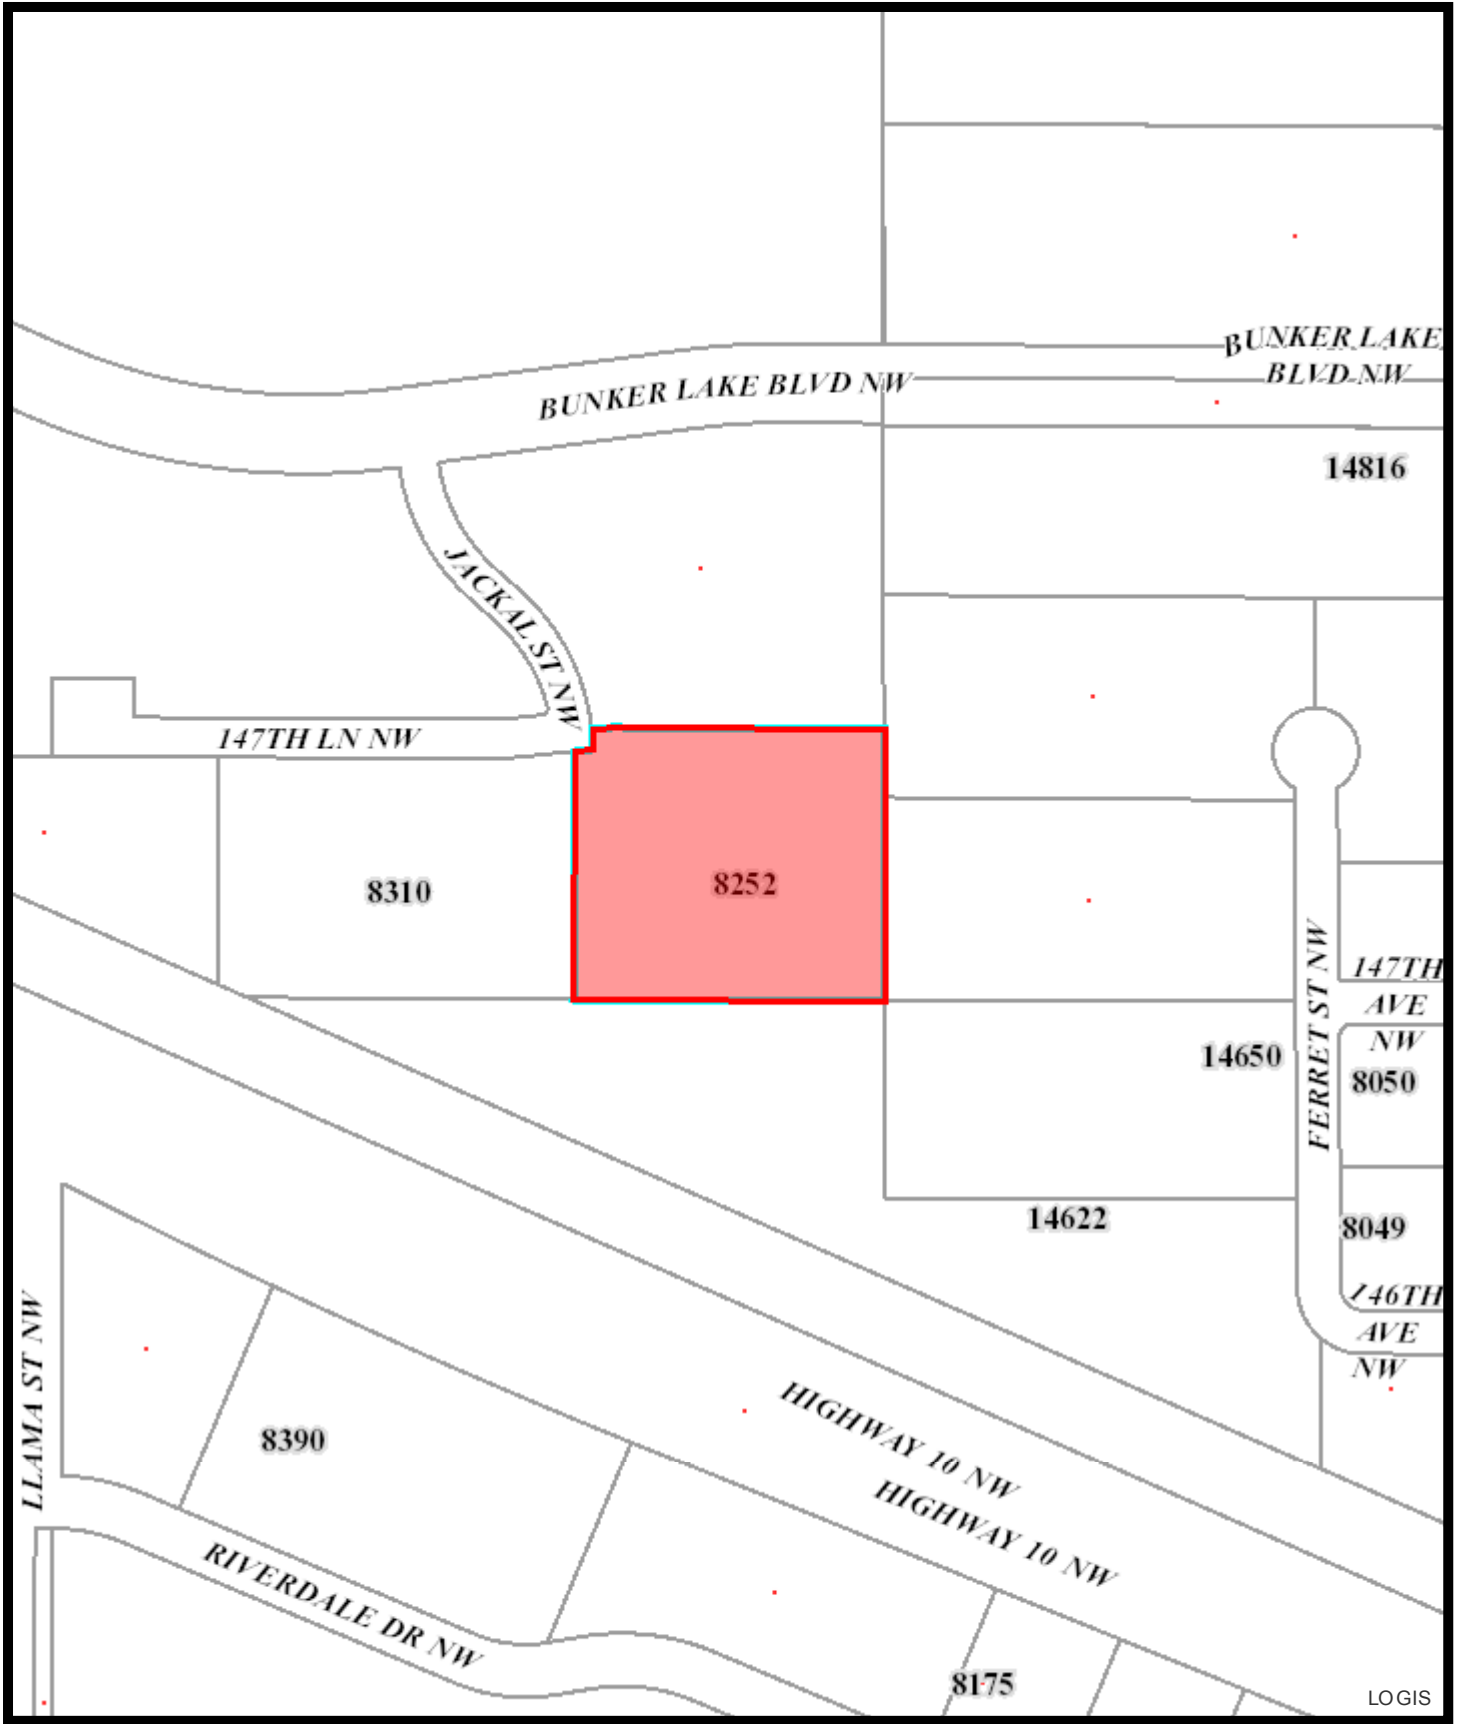 BUNKER LAKE
BLVD NW
BUNKER LAKE BLVD NW
14816
JACKAL ST NW
147TH LN NW
8310
8252
FERRET ST NW
147TH
AVE
NW
14650
8050
14622
8049
146TH
AVE
NW
LLAMA ST NW
8390
HIGHWAY 10 NW
HIGHWAY 10 NW
RIVERDALE DR NW
8175
LOGIS